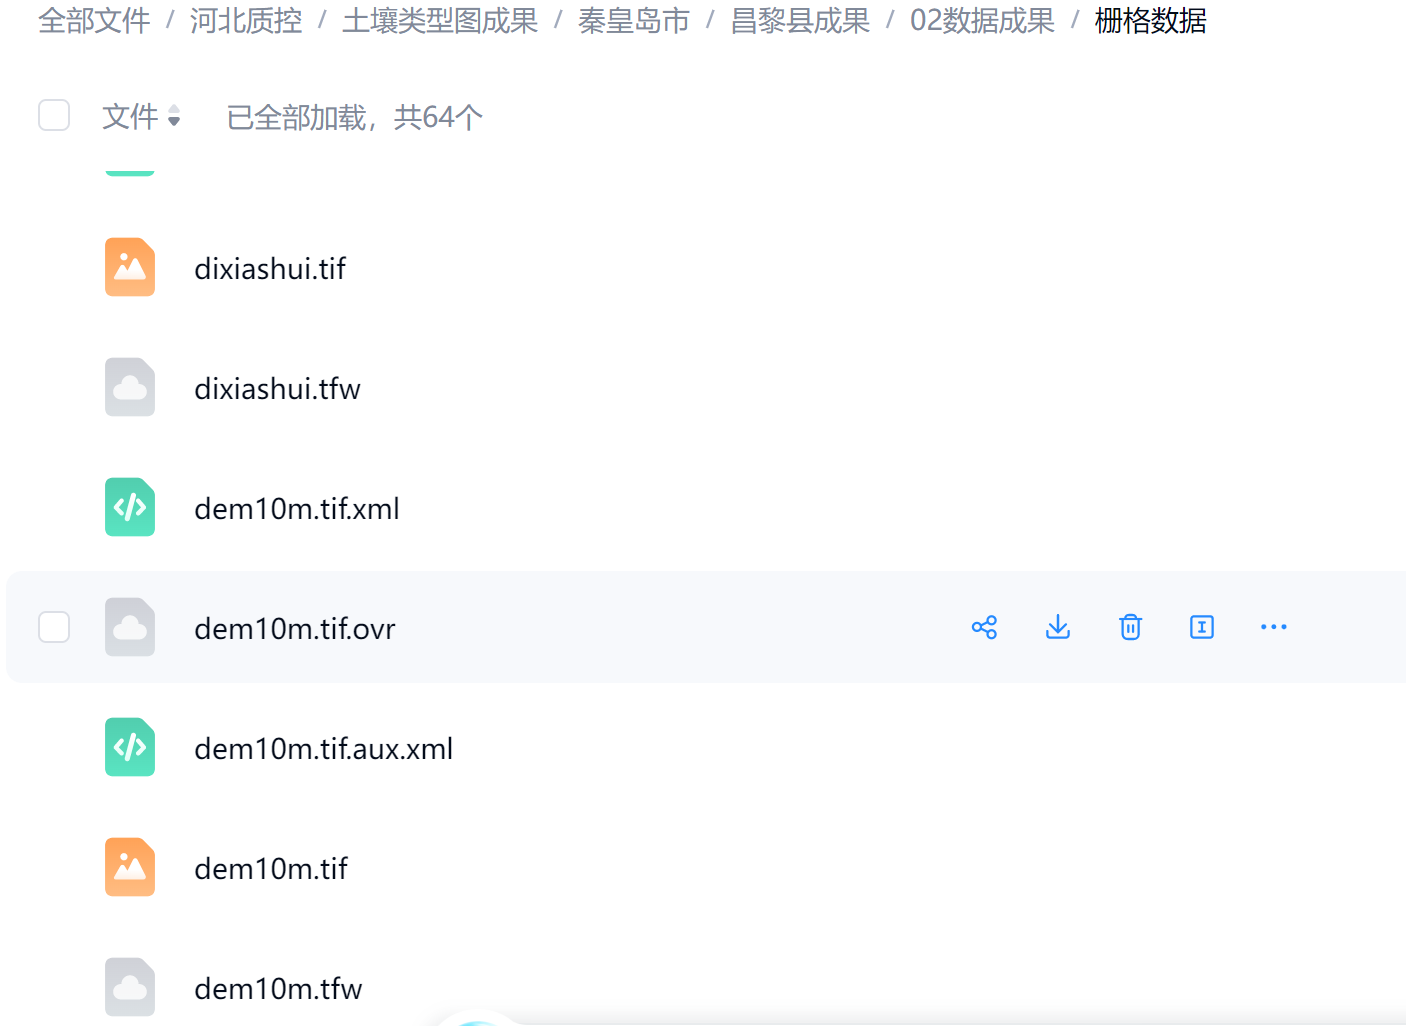 全部文件 / 河北质控 / 土壤类型图成果 / 秦皇岛市 / 昌黎县成果 / 02数据成果 / 栅格数据
文件 已全部加载，共64个
dixiashui.tif
dixiashui.tfw
dem10m.tif.xml
dem10m.tif.ovr
dem10m.tif.aux.xml
dem10m.tif
dem10m.tfw